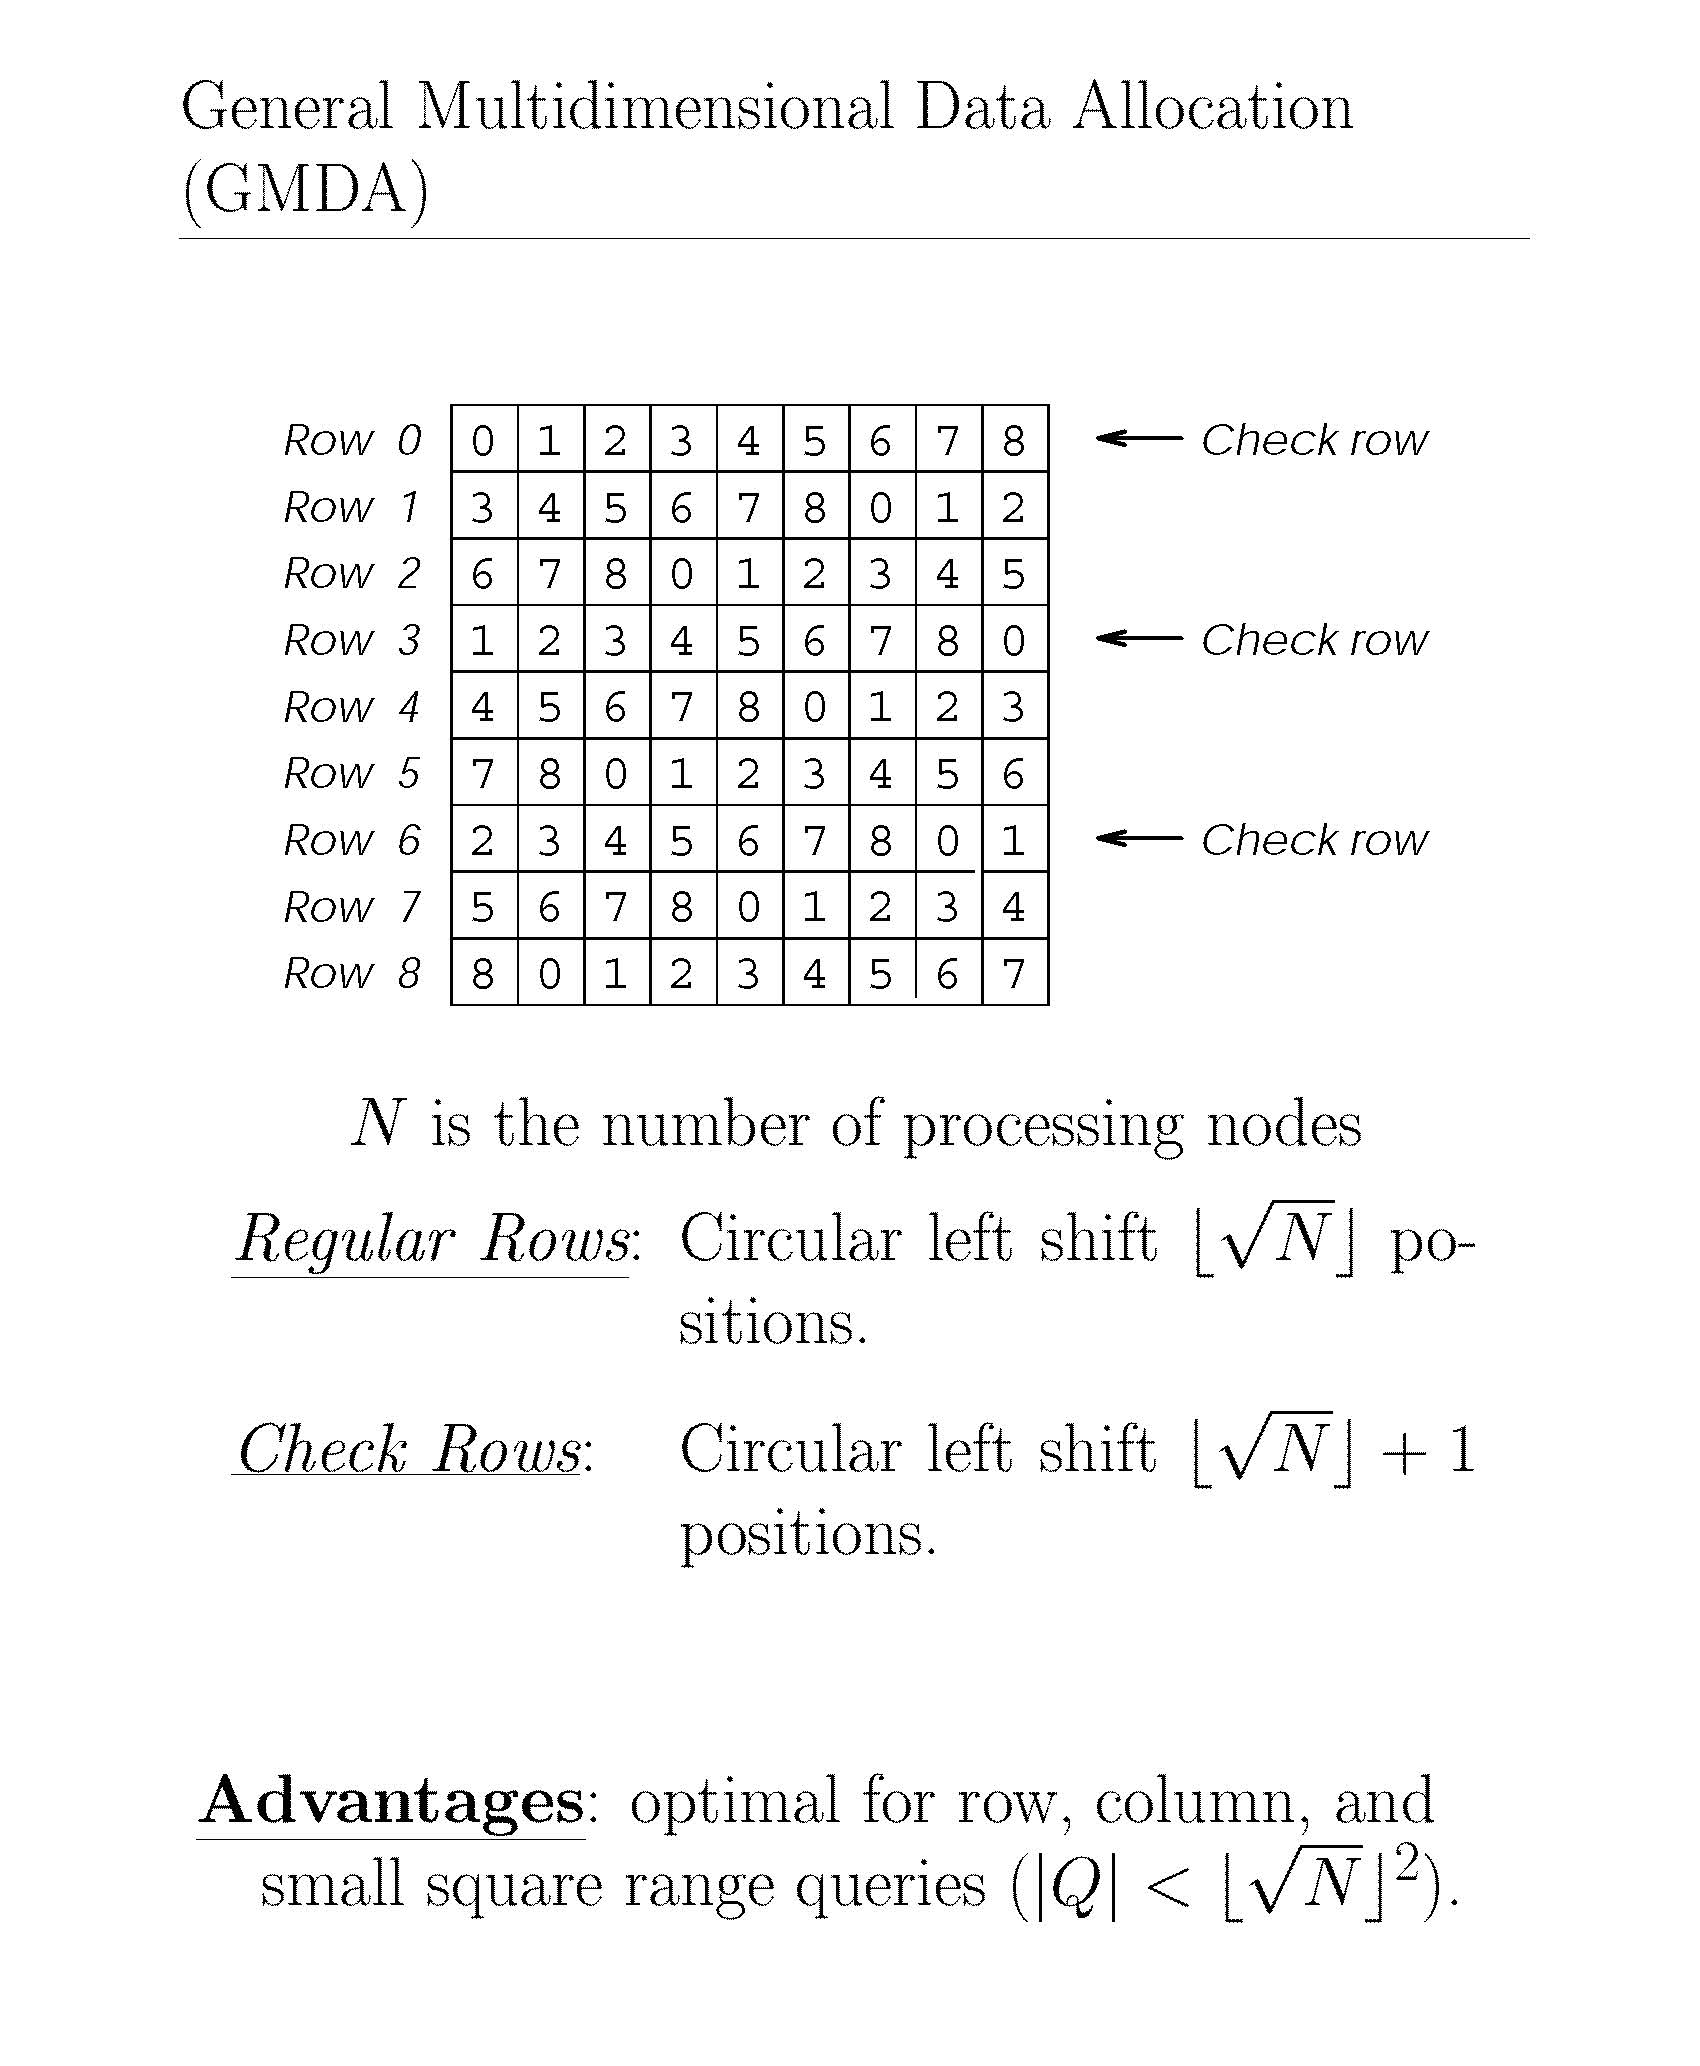 General Multidimensional Data Allocation
(GMDA)
Row 0 0 1 2 3 4 5 6 7 8 Check row
Row 1 3 4 5 6 7 8 0 1 2
Row 2 6 7 8 0 1 2 3 4 5
Row 3 1 2 3 4 5 6 7 8 0 Check row
Row 4 4 5 6 7 8 0 1 2 3
Row 5 7 8 0 1 2 3 4 5 6
Row 6 2 3 4 5 6 7 8 0 1 Check row
Row 7 5 6 7 8 0 1 2 3 4
Row 8 8 0 1 2 3 4 5 6 7
N is the number of processing nodes
Regular Rows: Circular left shift ⌊√N⌋ po-
sitions.
Check Rows: Circular left shift ⌊√N⌋ + 1
positions.
Advantages: optimal for row, column, and
small square range queries (|Q| < ⌊√N⌋²).